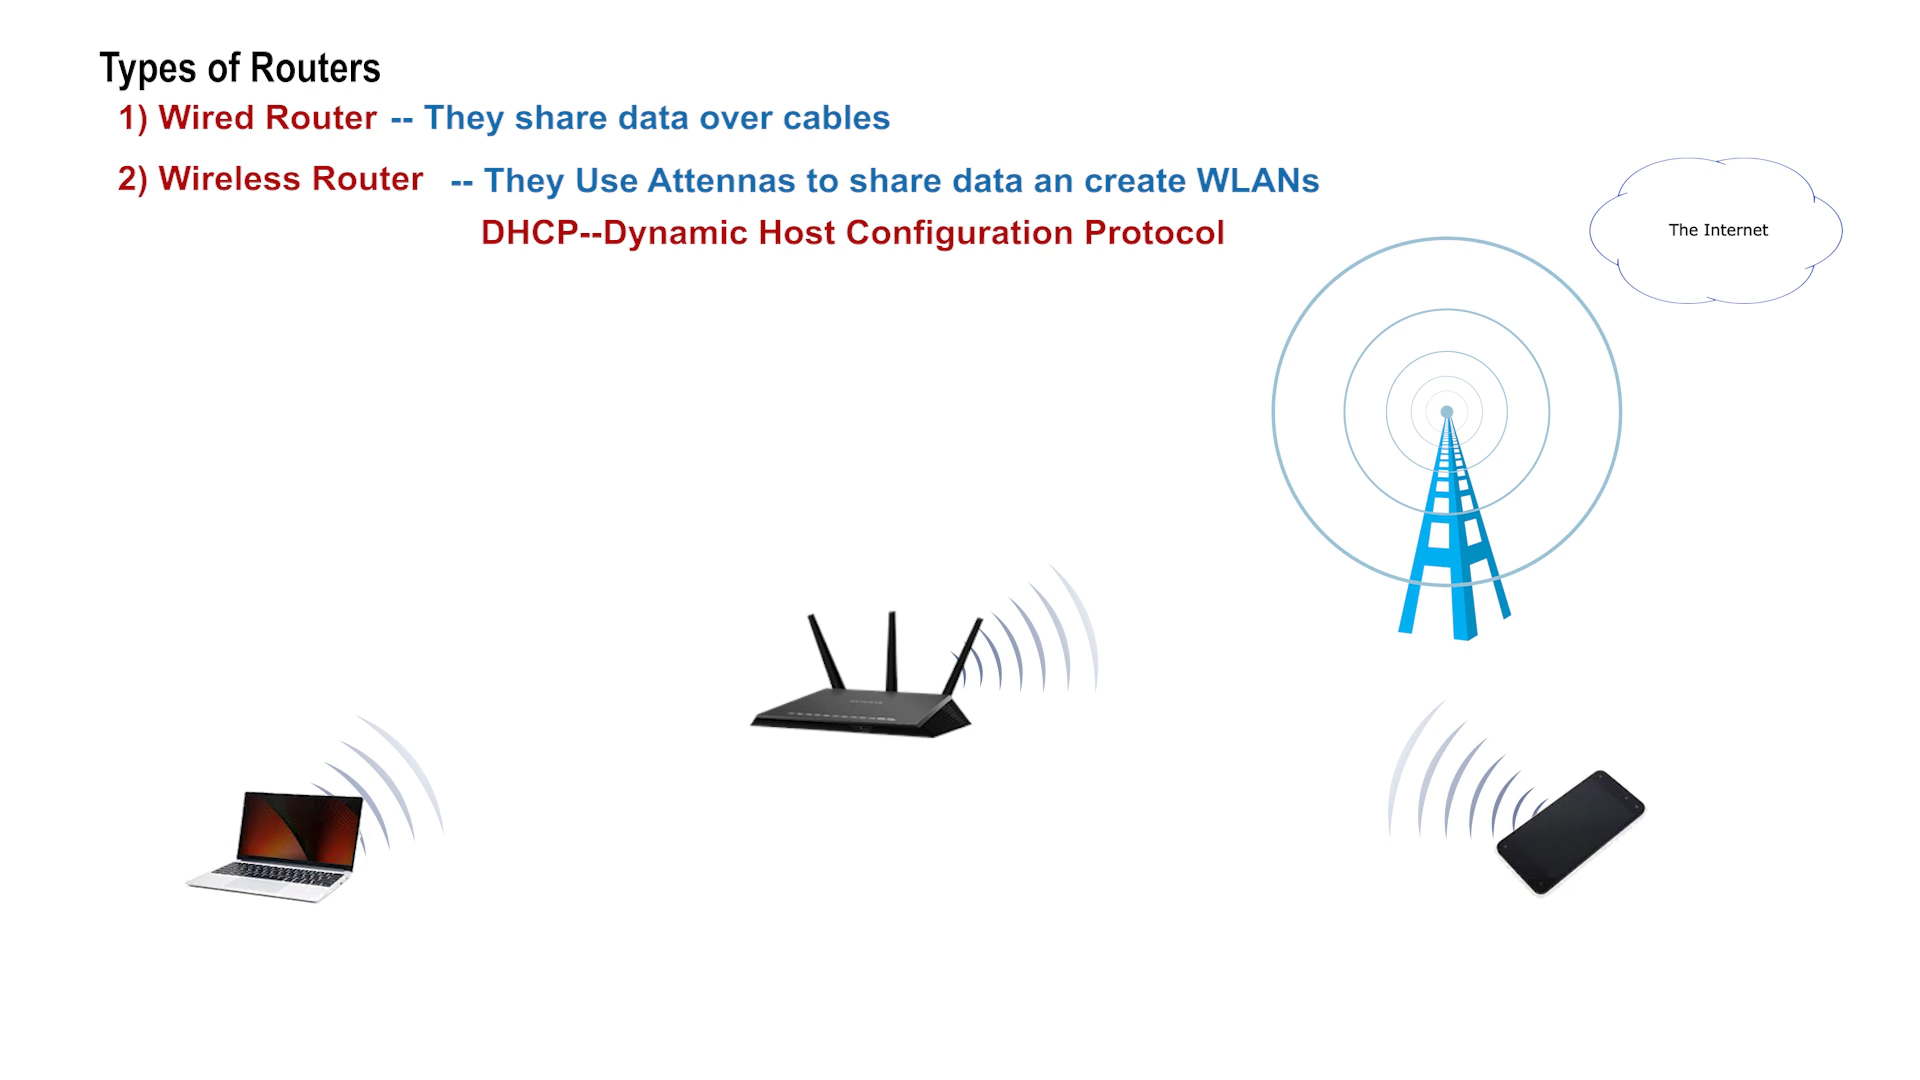 Types of Routers
1) Wired Router -- They share data over cables
2) Wireless Router -- They Use Attennas to share data an create WLANs
DHCP--Dynamic Host Configuration Protocol
The Internet